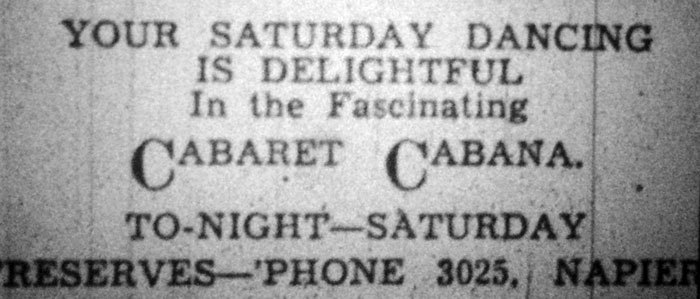 YOUR SATURDAY DANCING
IS DELIGHTFUL
In the Fascinating
CABARET CABANA.
TO-NIGHT—SATURDAY
RESERVES—'PHONE 3025, NAPIER